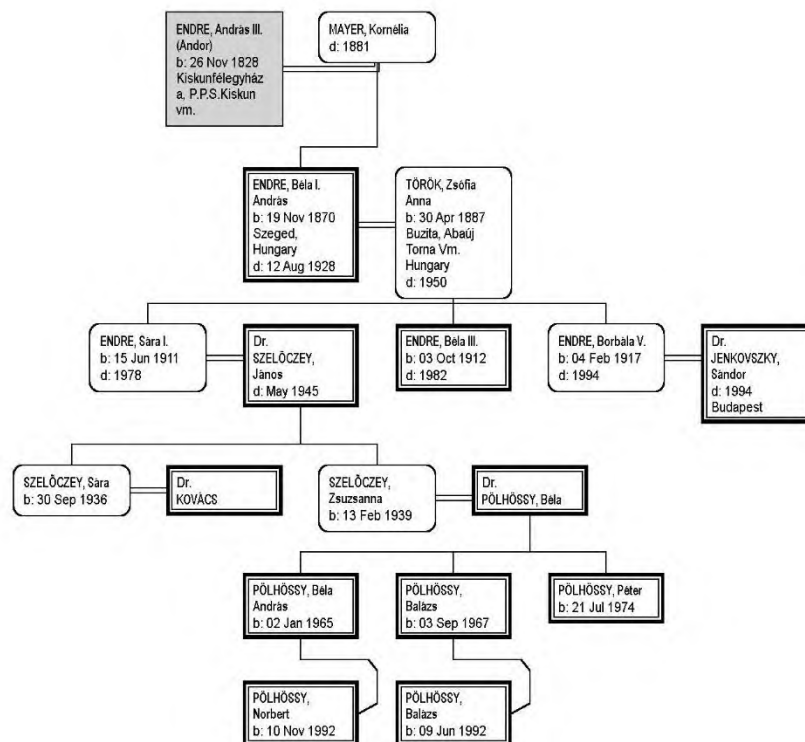 ENDRE, András III.
(Andor)
b: 26 Nov 1828
Kiskunfélegyház
a, P.P.S.Kiskun
vm.
MAYER, Kornélia
d: 1881
ENDRE, Béla I.
András
b: 19 Nov 1870
Szeged,
Hungary
d: 12 Aug 1928
TÖRÖK, Zsófia
Anna
b: 30 Apr 1887
Buzita, Abaúj
Torna Vm.
Hungary
d: 1950
ENDRE, Sára I.
b: 15 Jun 1911
d: 1978
Dr.
SZELÕCZEY,
János
d: May 1945
ENDRE, Béla III.
b: 03 Oct 1912
d: 1982
ENDRE, Borbála V.
b: 04 Feb 1917
d: 1994
Dr.
JENKOVSZKY,
Sándor
d: 1994
Budapest
SZELÕCZEY, Sara
b: 30 Sep 1936
Dr.
KOVÁCS
SZELÕCZEY,
Zsuzsanna
b: 13 Feb 1939
Dr.
PÖLHÖSSY, Béla
PÖLHÖSSY, Béla
András
b: 02 Jan 1965
PÖLHÖSSY,
Balázs
b: 03 Sep 1967
PÖLHÖSSY, Péter
b: 21 Jul 1974
PÖLHÖSSY,
Norbert
b: 10 Nov 1992
PÖLHÖSSY,
Balázs
b: 09 Jun 1992